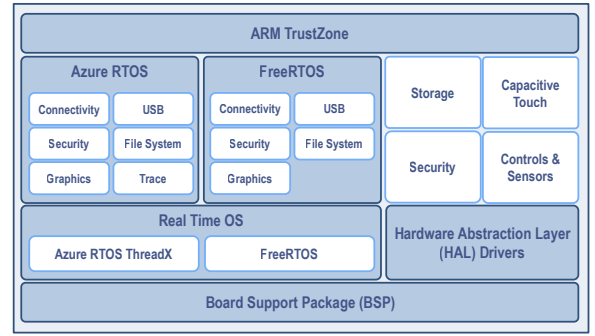 ARM TrustZone
Azure RTOS
Connectivity
USB
Security
File System
Graphics
Trace
FreeRTOS
Connectivity
USB
Security
File System
Graphics
Storage
Capacitive
Touch
Security
Controls &
Sensors
Real Time OS
Azure RTOS ThreadX
FreeRTOS
Hardware Abstraction Layer
(HAL) Drivers
Board Support Package (BSP)